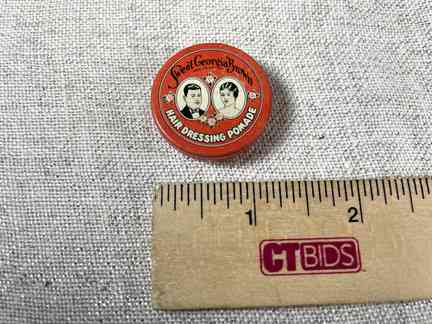 Sweet Georgia Brown
HAIR DRESSING POMADE
1 2
CTBIDS